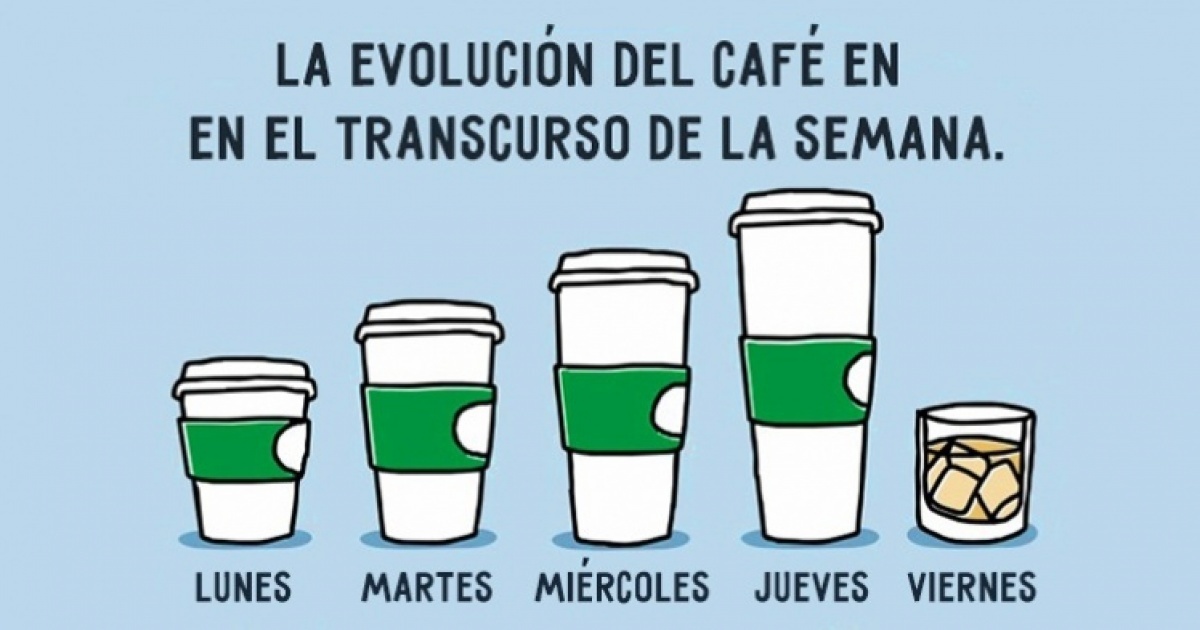 LA EVOLUCIÓN DEL CAFÉ EN
EN EL TRANSCURSO DE LA SEMANA.
LUNES MARTES MIÉRCOLES JUEVES VIERNES